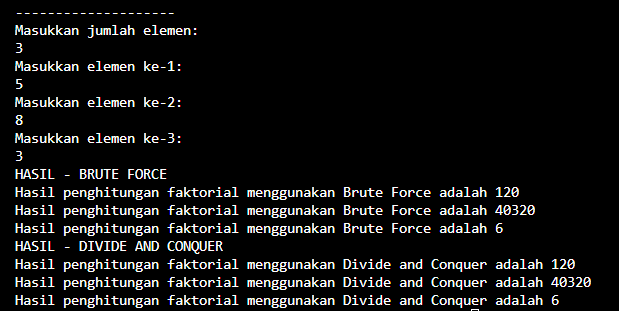 --------------------
Masukkan jumlah elemen:
3
Masukkan elemen ke-1:
5
Masukkan elemen ke-2:
8
Masukkan elemen ke-3:
3
HASIL - BRUTE FORCE
Hasil penghitungan faktorial menggunakan Brute Force adalah 120
Hasil penghitungan faktorial menggunakan Brute Force adalah 40320
Hasil penghitungan faktorial menggunakan Brute Force adalah 6
HASIL - DIVIDE AND CONQUER
Hasil penghitungan faktorial menggunakan Divide and Conquer adalah 120
Hasil penghitungan faktorial menggunakan Divide and Conquer adalah 40320
Hasil penghitungan faktorial menggunakan Divide and Conquer adalah 6